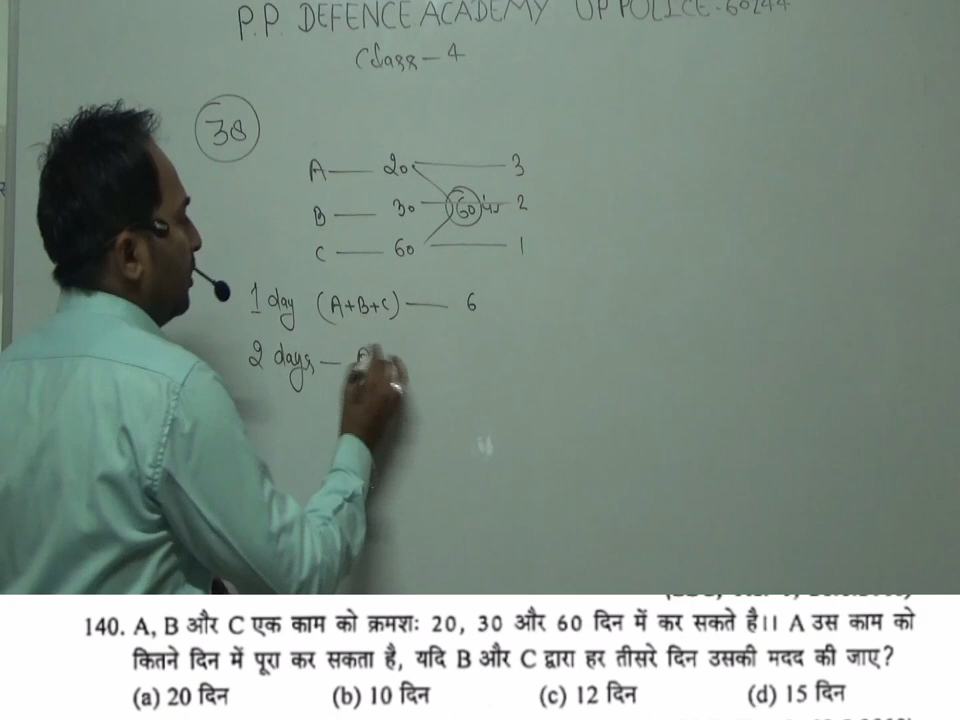 P.P. DEFENCE ACADEMY UP POLICE-60244
Class - 4
38
A — 20 3
B — 30 60 2
C — 60 1
1 day (A+B+C) — 6
2 days —
140. A, B और C एक काम को क्रमशः 20, 30 और 60 दिन में कर सकते है।। A उस काम को
कितने दिन में पूरा कर सकता है, यदि B और C द्वारा हर तीसरे दिन उसकी मदद की जाए?
(a) 20 दिन (b) 10 दिन (c) 12 दिन (d) 15 दिन